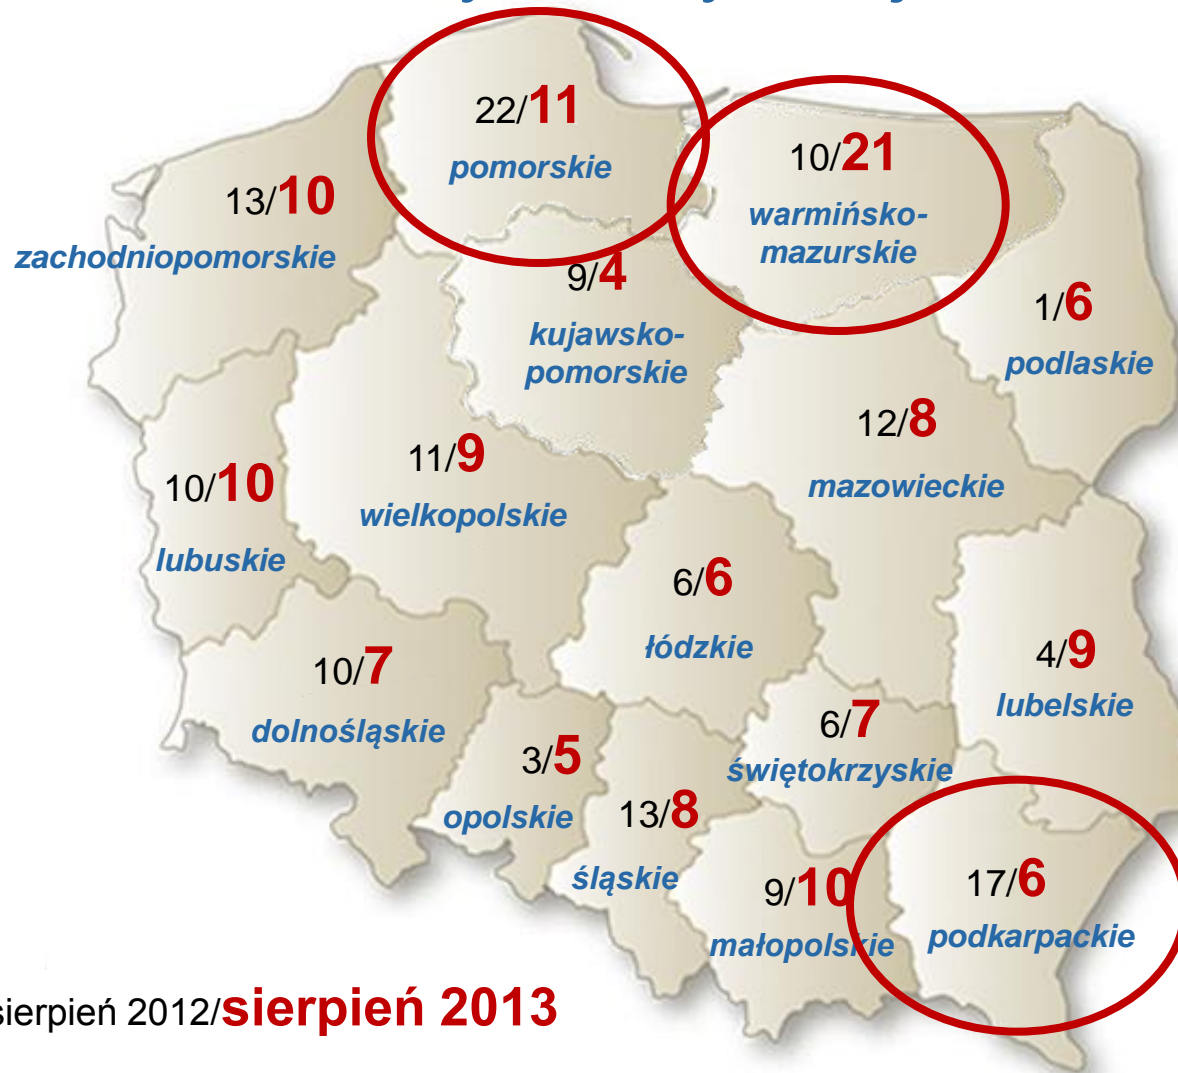 22/11
pomorskie
10/21
warmińsko-
mazurskie
13/10
zachodniopomorskie
9/4
kujawsko-
pomorskie
1/6
podlaskie
12/8
mazowieckie
11/9
wielkopolskie
10/10
lubuskie
6/6
łódzkie
4/9
lubelskie
10/7
dolnośląskie
6/7
świętokrzyskie
3/5
opolskie
13/8
śląskie
9/10
małopolskie
17/6
podkarpackie
sierpień 2012/sierpień 2013